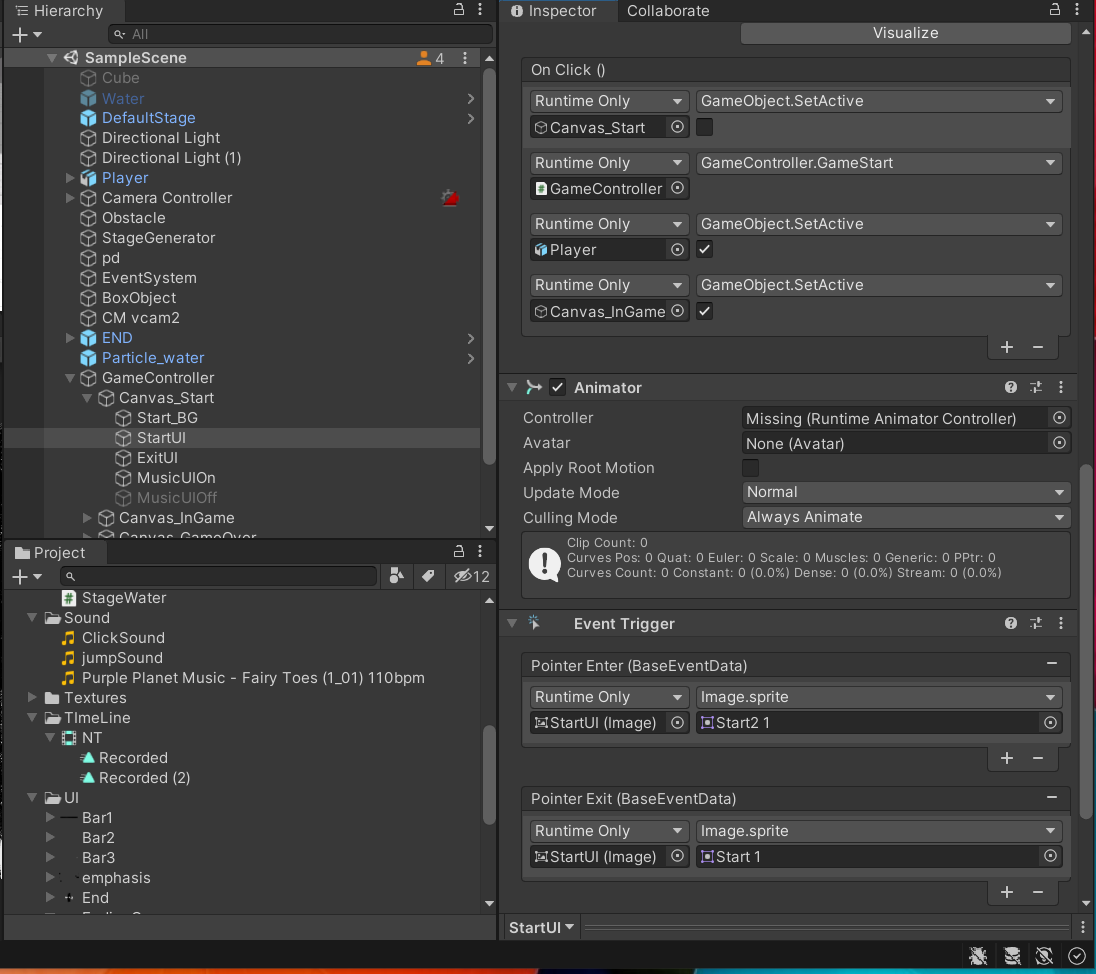 Hierarchy
All
SampleScene
4
Cube
Water
DefaultStage
Directional Light
Directional Light (1)
Player
Camera Controller
Obstacle
StageGenerator
pd
EventSystem
BoxObject
CM vcam2
END
Particle_water
GameController
Canvas_Start
Start_BG
StartUI
ExitUI
MusicUIOn
MusicUIOff
Canvas_InGame
Canvas_GameOver
Project
12
StageWater
Sound
ClickSound
jumpSound
Purple Planet Music - Fairy Toes (1_01) 110bpm
Textures
TImeLine
NT
Recorded
Recorded (2)
UI
Bar1
Bar2
Bar3
emphasis
End
Inspector
Collaborate
Visualize
On Click ()
Runtime Only
GameObject.SetActive
Canvas_Start
Runtime Only
GameController.GameStart
GameController
Runtime Only
GameObject.SetActive
Player
Runtime Only
GameObject.SetActive
Canvas_InGame
Animator
Controller
Missing (Runtime Animator Controller)
Avatar
None (Avatar)
Apply Root Motion
Update Mode
Normal
Culling Mode
Always Animate
Clip Count: 0
Curves Pos: 0 Quat: 0 Euler: 0 Scale: 0 Muscles: 0 Generic: 0 PPtr: 0
Curves Count: 0 Constant: 0 (0.0%) Dense: 0 (0.0%) Stream: 0 (0.0%)
Event Trigger
Pointer Enter (BaseEventData)
Runtime Only
Image.sprite
StartUI (Image)
Start2 1
Pointer Exit (BaseEventData)
Runtime Only
Image.sprite
StartUI (Image)
Start 1
StartUI